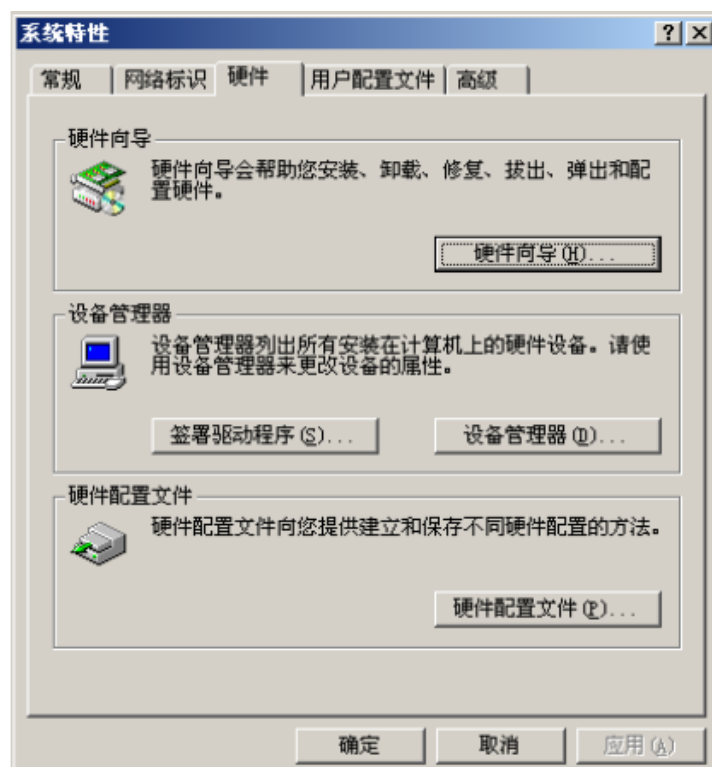 系统特性
常规 网络标识 硬件 用户配置文件 高级
硬件向导
硬件向导会帮助您安装、卸载、修复、拔出、弹出和配
置硬件。
硬件向导(H)...
设备管理器
设备管理器列出所有安装在计算机上的硬件设备。请使
用设备管理器来更改设备的属性。
签署驱动程序(S)... 设备管理器(D)...
硬件配置文件
硬件配置文件向您提供建立和保存不同硬件配置的方法。
硬件配置文件(P)...
确定 取消 应用(A)